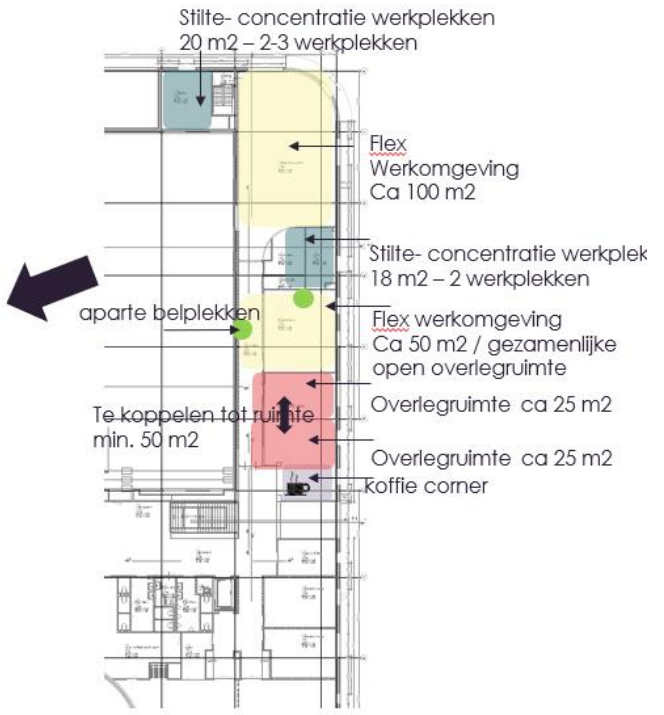 Stilte- concentratie werkplekken
20 m2 – 2-3 werkplekken
Flex
Werkomgeving
Ca 100 m2
Stilte- concentratie werkplek
18 m2 – 2 werkplekken
aparte belplekken
Flex werkomgeving
Ca 50 m2 / gezamenlijke
open overlegruimte
Overlegruimte ca 25 m2
Te koppelen tot ruimte
min. 50 m2
Overlegruimte ca 25 m2
koffie corner